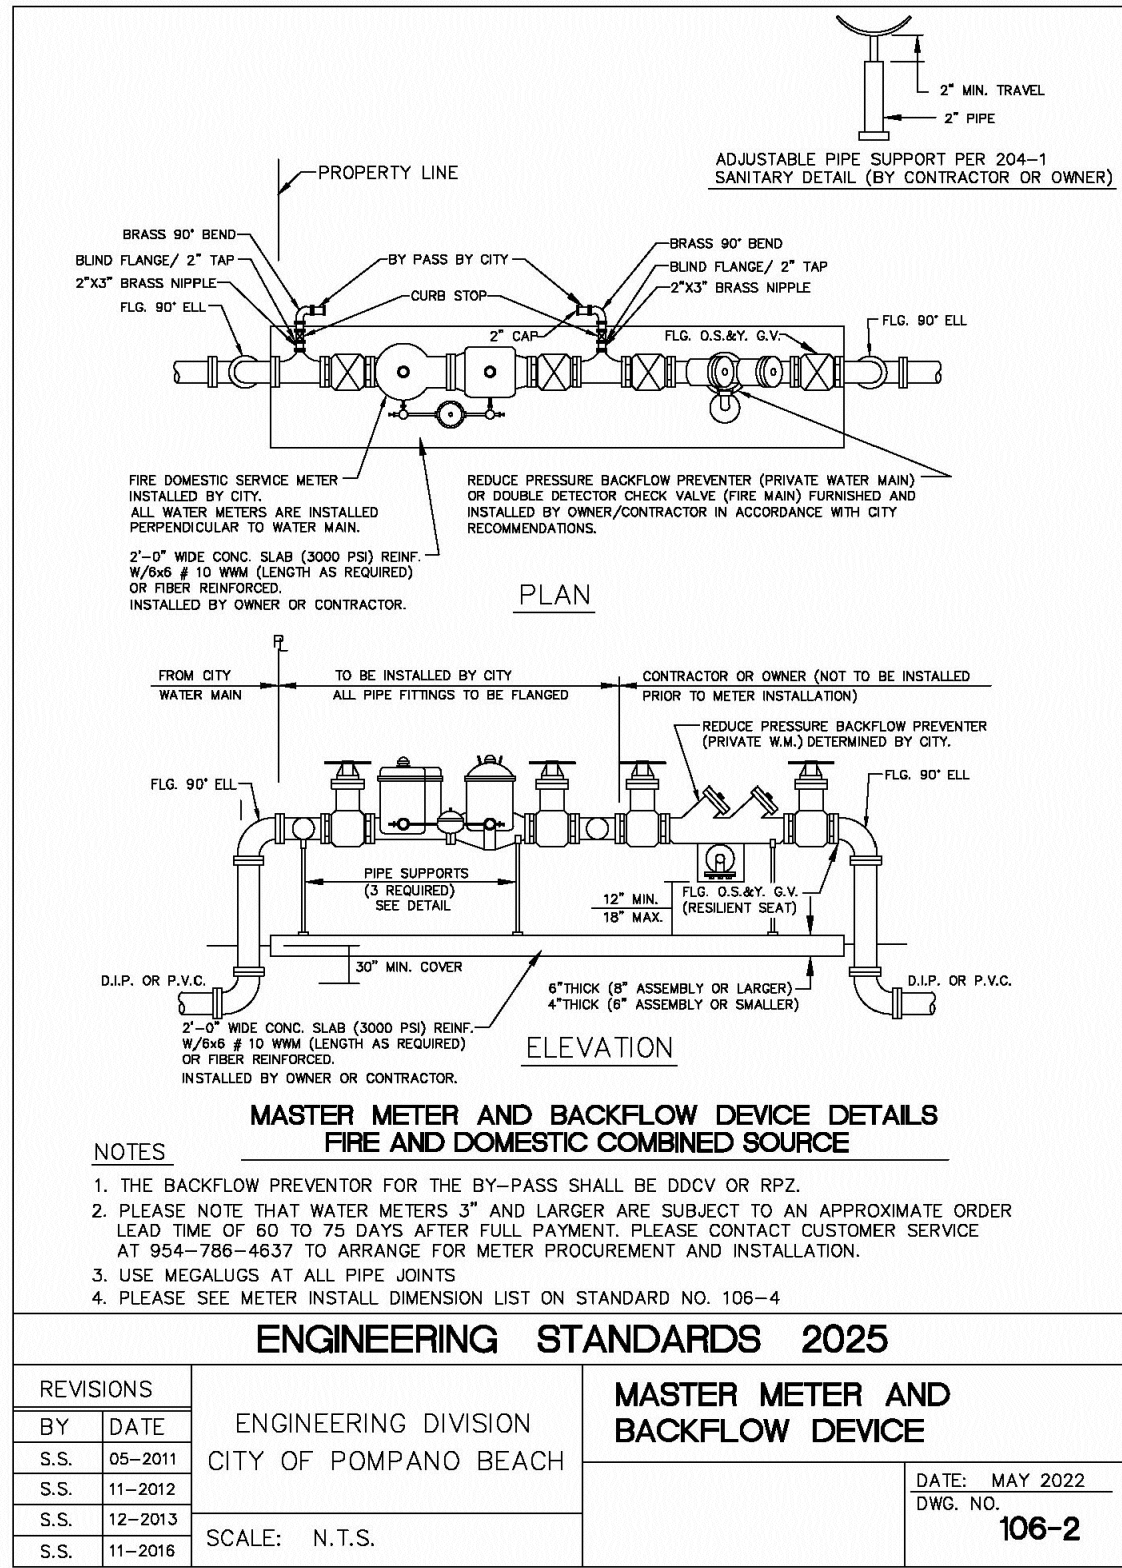 2" MIN. TRAVEL
2" PIPE
ADJUSTABLE PIPE SUPPORT PER 204-1
SANITARY DETAIL (BY CONTRACTOR OR OWNER)
PROPERTY LINE
BRASS 90° BEND
BLIND FLANGE/ 2" TAP
2"X3" BRASS NIPPLE
FLG. 90° ELL
BY PASS BY CITY
CURB STOP
2" CAP
BRASS 90° BEND
BLIND FLANGE/ 2" TAP
2"X3" BRASS NIPPLE
FLG. O.S.&Y. G.V.
FLG. 90° ELL
FIRE DOMESTIC SERVICE METER
INSTALLED BY CITY.
ALL WATER METERS ARE INSTALLED
PERPENDICULAR TO WATER MAIN.
2'-0" WIDE CONC. SLAB (3000 PSI) REINF.
W/6x6 # 10 WWM (LENGTH AS REQUIRED)
OR FIBER REINFORCED.
INSTALLED BY OWNER OR CONTRACTOR.
REDUCE PRESSURE BACKFLOW PREVENTER (PRIVATE WATER MAIN)
OR DOUBLE DETECTOR CHECK VALVE (FIRE MAIN) FURNISHED AND
INSTALLED BY OWNER/CONTRACTOR IN ACCORDANCE WITH CITY
RECOMMENDATIONS.
PLAN
PL
FROM CITY
WATER MAIN
TO BE INSTALLED BY CITY
ALL PIPE FITTINGS TO BE FLANGED
CONTRACTOR OR OWNER (NOT TO BE INSTALLED
PRIOR TO METER INSTALLATION)
REDUCE PRESSURE BACKFLOW PREVENTER
(PRIVATE W.M.) DETERMINED BY CITY.
FLG. 90° ELL
FLG. 90° ELL
PIPE SUPPORTS
(3 REQUIRED)
SEE DETAIL
12" MIN.
18" MAX.
FLG. O.S.&Y. G.V.
(RESILIENT SEAT)
30" MIN. COVER
D.I.P. OR P.V.C.
6"THICK (8" ASSEMBLY OR LARGER)
4"THICK (6" ASSEMBLY OR SMALLER)
D.I.P. OR P.V.C.
2'-0" WIDE CONC. SLAB (3000 PSI) REINF.
W/6x6 # 10 WWM (LENGTH AS REQUIRED)
OR FIBER REINFORCED.
INSTALLED BY OWNER OR CONTRACTOR.
ELEVATION
MASTER METER AND BACKFLOW DEVICE DETAILS
FIRE AND DOMESTIC COMBINED SOURCE
NOTES
1. THE BACKFLOW PREVENTOR FOR THE BY-PASS SHALL BE DDCV OR RPZ.
2. PLEASE NOTE THAT WATER METERS 3" AND LARGER ARE SUBJECT TO AN APPROXIMATE ORDER
LEAD TIME OF 60 TO 75 DAYS AFTER FULL PAYMENT. PLEASE CONTACT CUSTOMER SERVICE
AT 954-786-4637 TO ARRANGE FOR METER PROCUREMENT AND INSTALLATION.
3. USE MEGALUGS AT ALL PIPE JOINTS
4. PLEASE SEE METER INSTALL DIMENSION LIST ON STANDARD NO. 106-4
ENGINEERING STANDARDS 2025
REVISIONS
BY DATE
S.S. 05-2011
S.S. 11-2012
S.S. 12-2013
S.S. 11-2016
ENGINEERING DIVISION
CITY OF POMPANO BEACH
SCALE: N.T.S.
MASTER METER AND
BACKFLOW DEVICE
DATE: MAY 2022
DWG. NO.
106-2